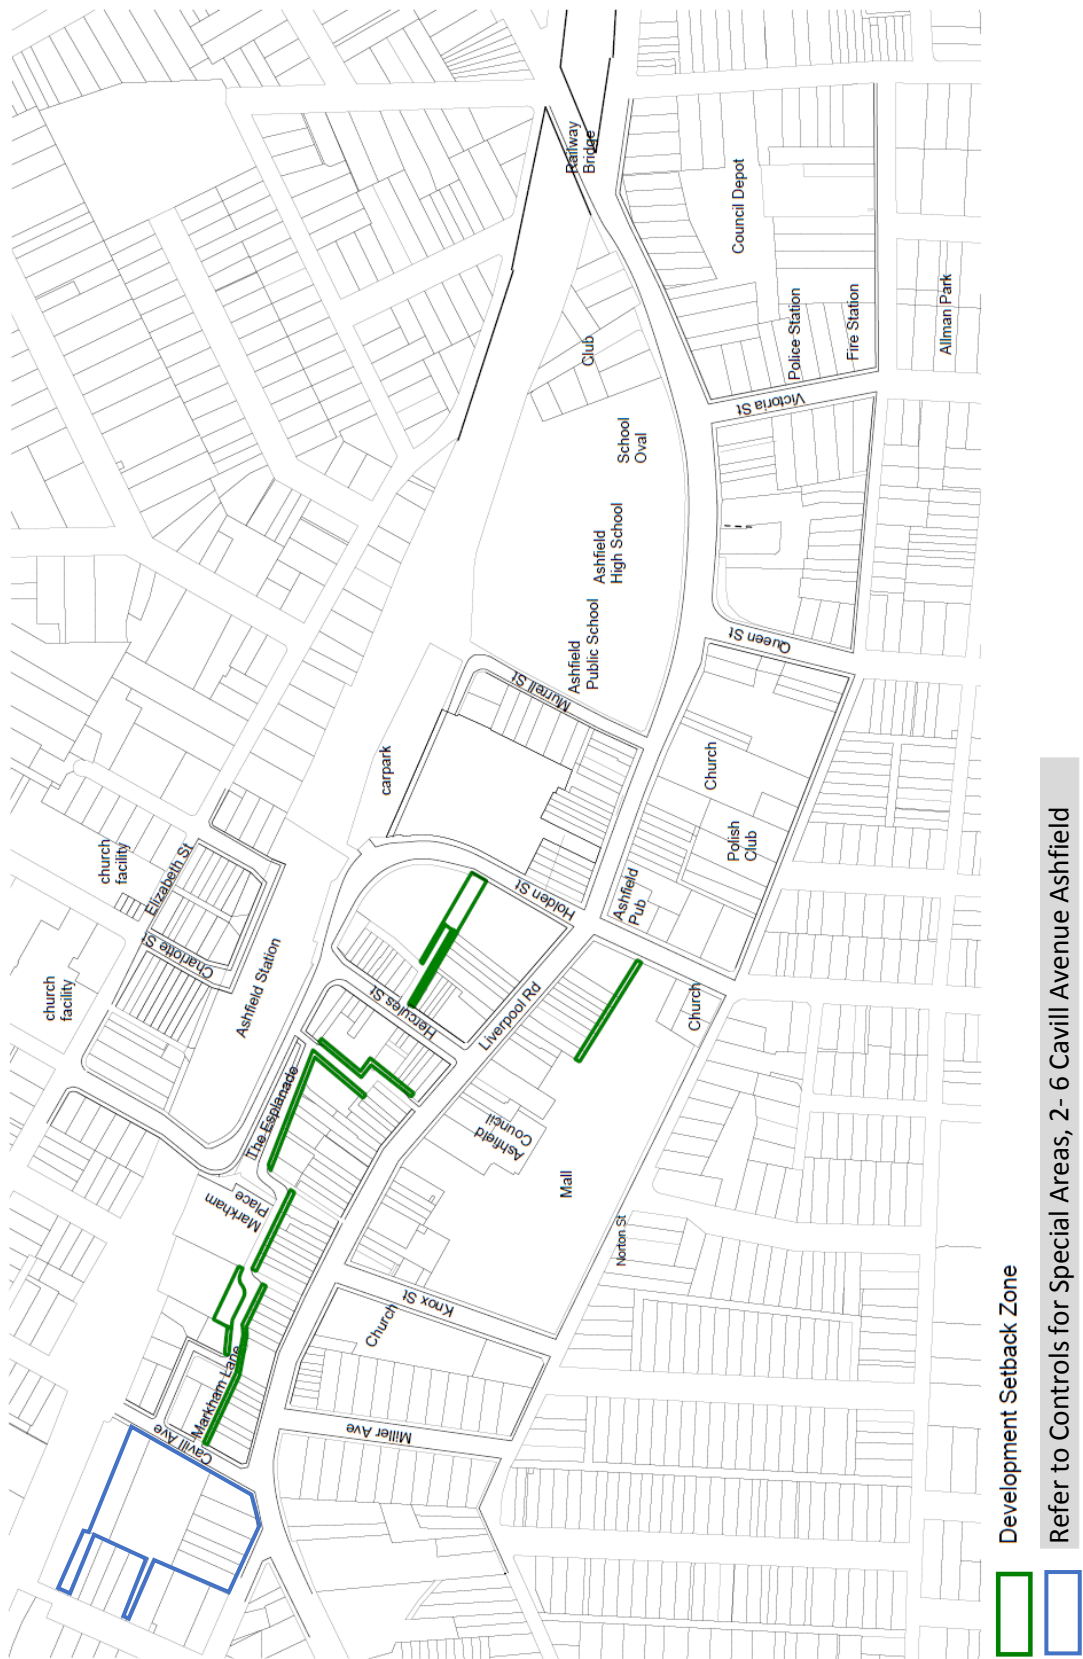 Railway
Bridge
Council Depot
Police Station
Fire Station
Allman Park
Club
School
Oval
Victoria St
Ashfield
High School
Ashfield
Public School
Queen St
Murrell St
carpark
Church
Polish
Club
Ashfield
Pub
church
facility
Elizabeth St
Charlotte St
church
facility
Ashfield Station
Holden St
Hercules St
Liverpool Rd
Church
The Esplanade
Ashfield
Council
Mall
Markham
Place
Norton St
Knox St
Church
Markham Lane
Cavill Ave
Miller Ave
Development Setback Zone
Refer to Controls for Special Areas, 2- 6 Cavill Avenue Ashfield